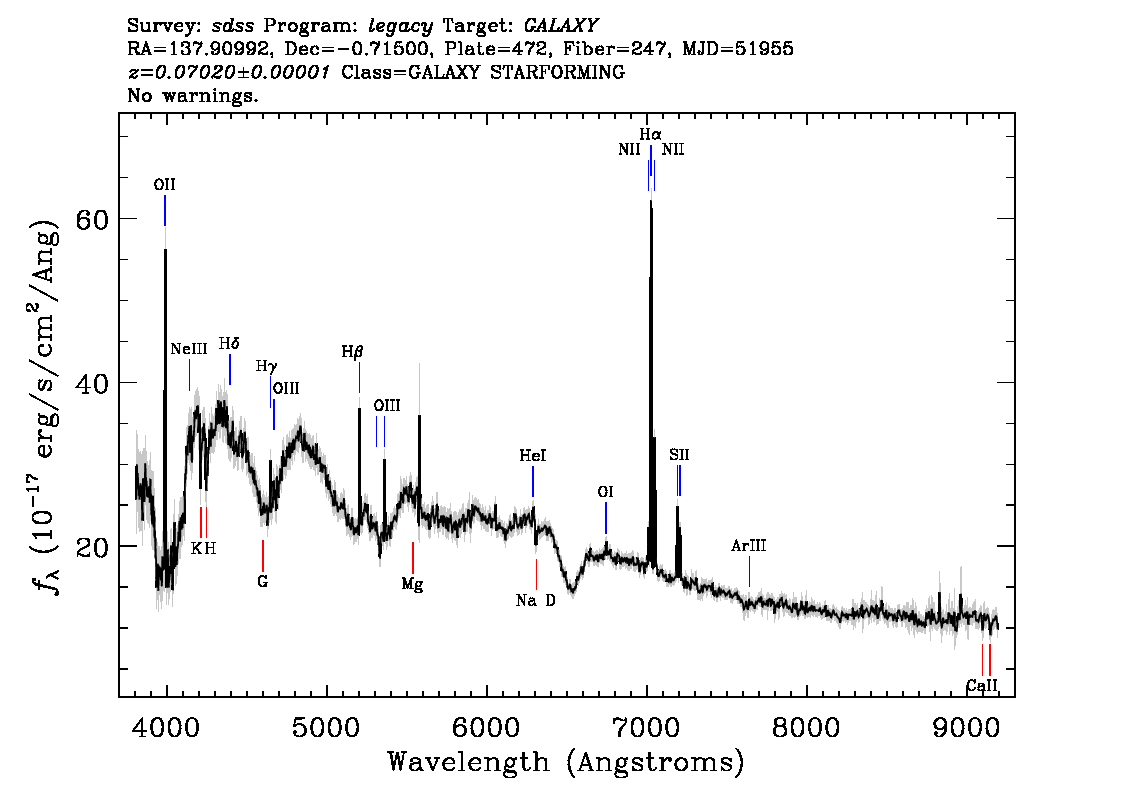 Survey: sdss Program: legacy Target: GALAXY
RA=137.90992, Dec=−0.71500, Plate=472, Fiber=247, MJD=51955
z=0.07020±0.00001 Class=GALAXY STARFORMING
No warnings.
Hα
NII NII
OII
60
Hδ
NeIII
Hβ
Hγ
OIII
40
OIII
HeI
SII
OI
20
K H
ArIII
G
Mg
Na D
CaII
4000 5000 6000 7000 8000 9000
Wavelength (Angstroms)
fλ (10⁻¹⁷ erg/s/cm²/Ang)